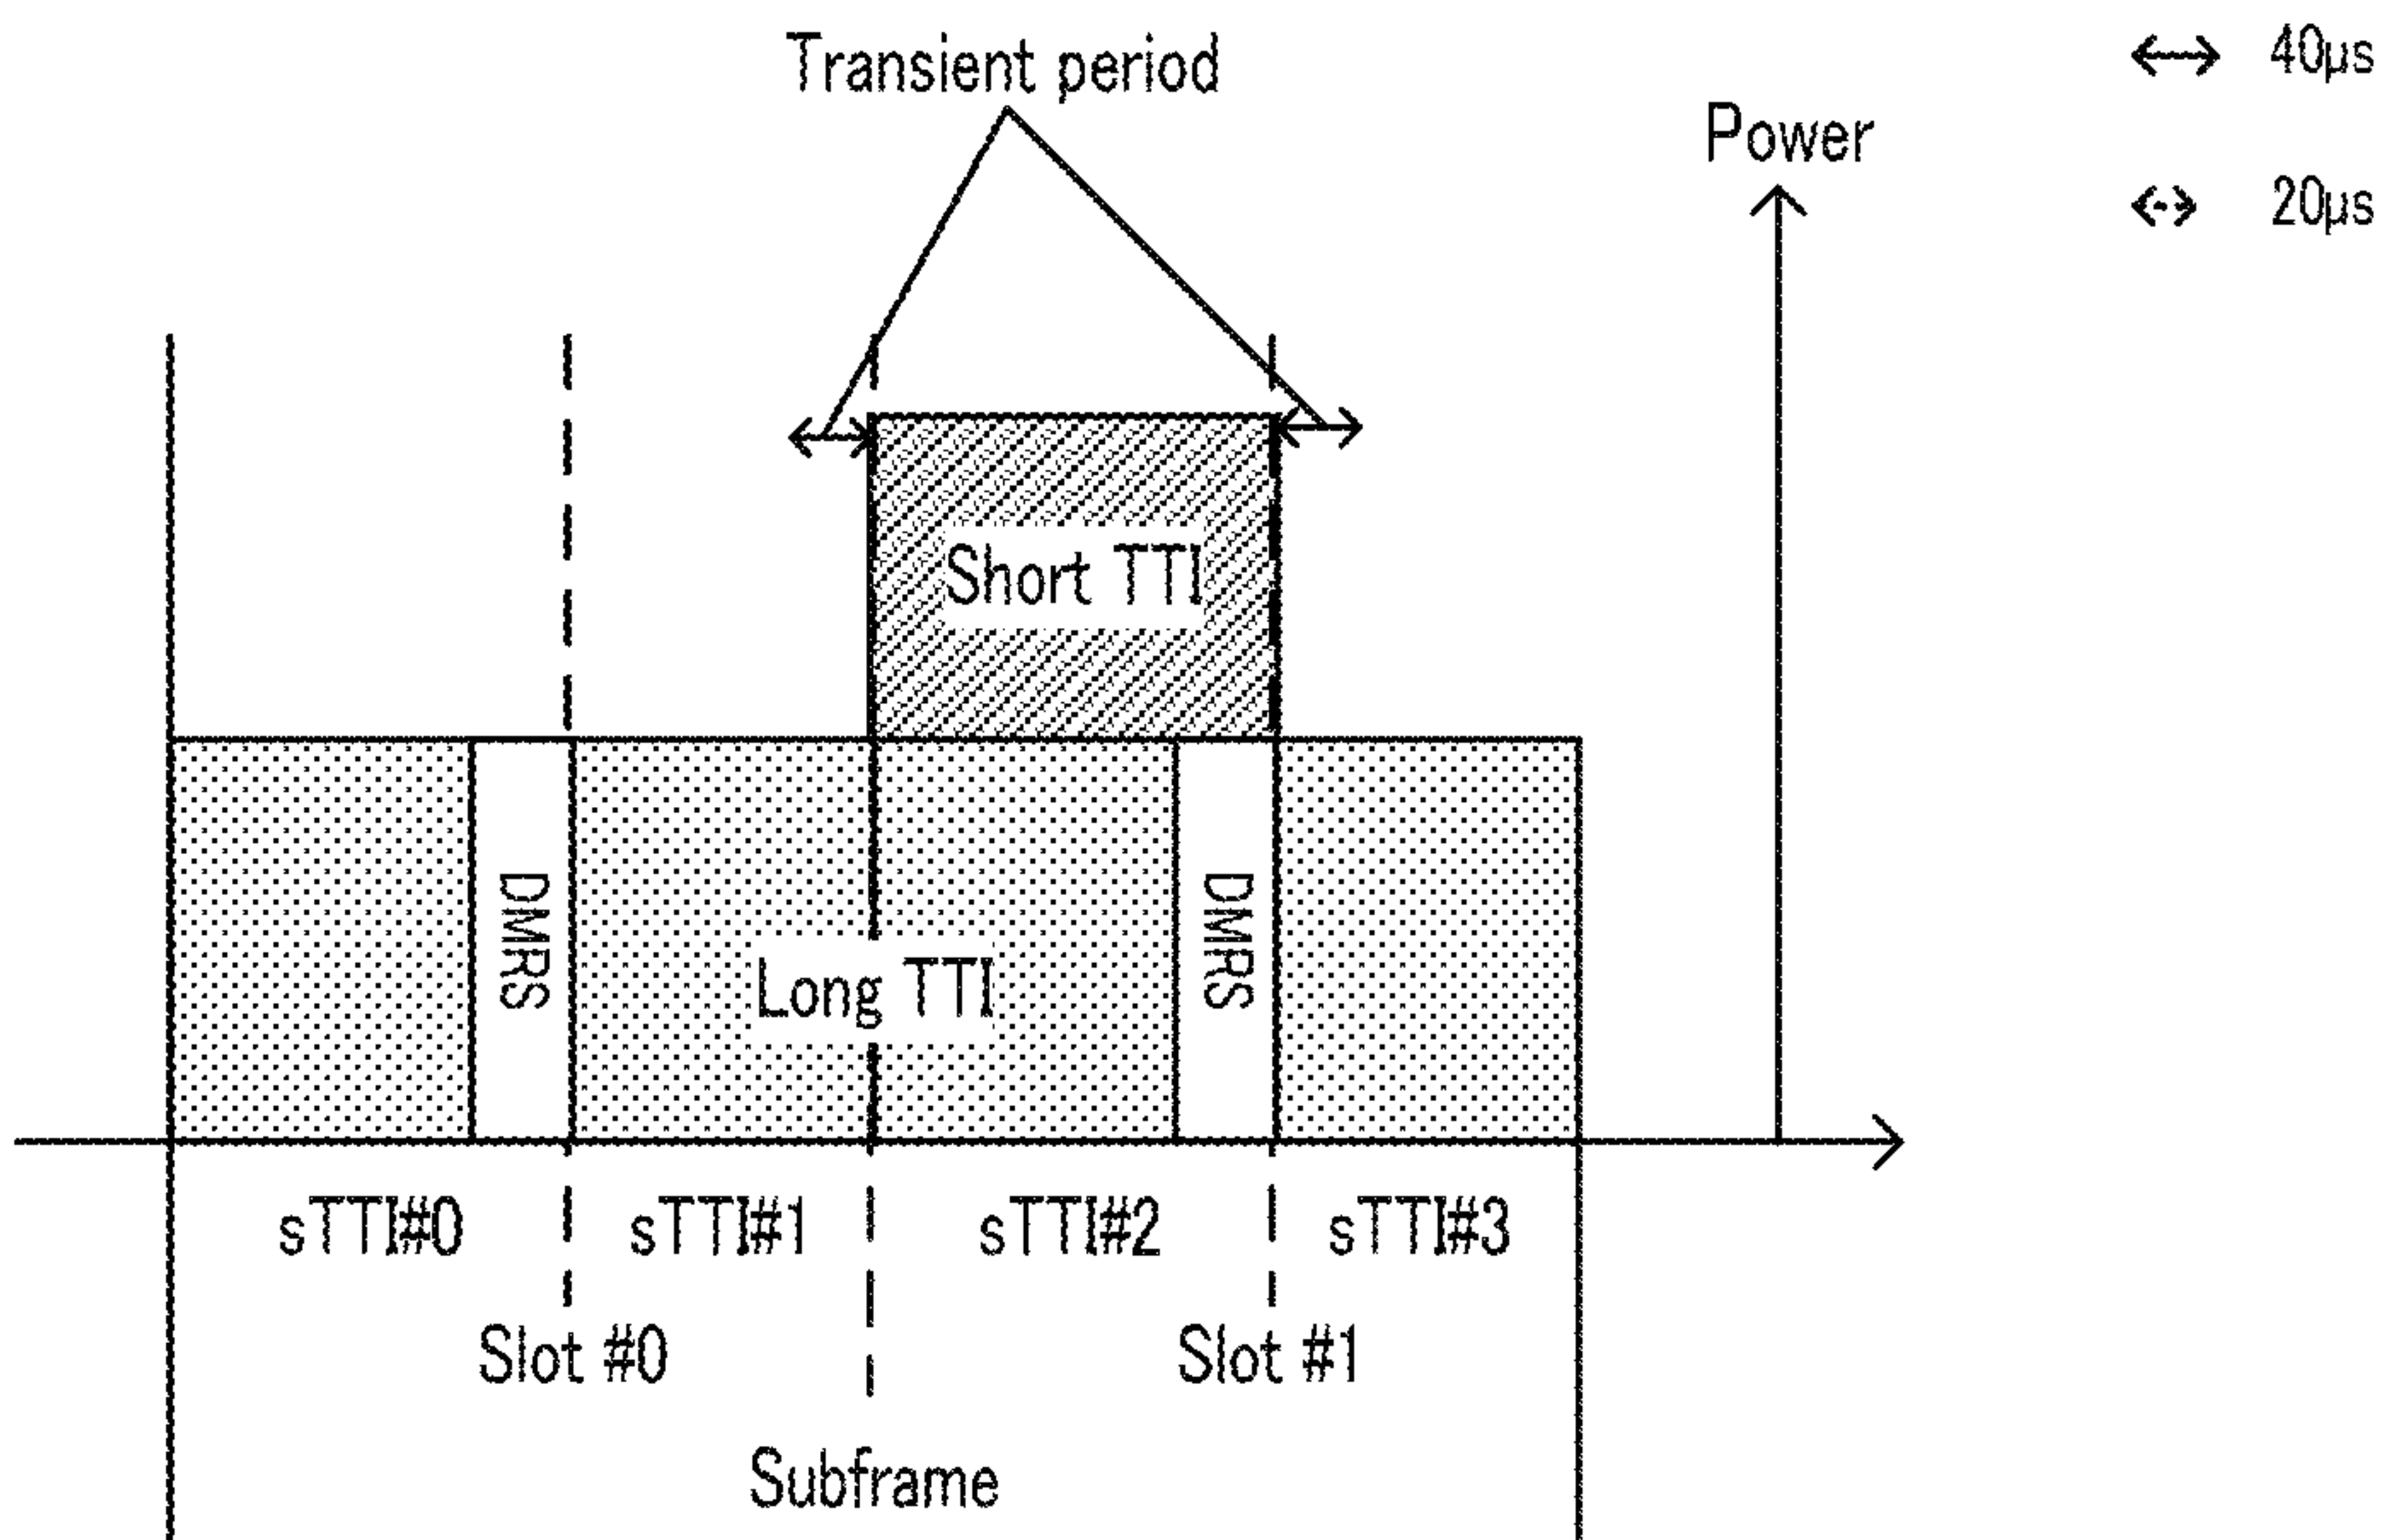 Transient period
40µs
Power
20µs
Short TTI
DMRS
DMRS
Long TTI
sTTI#0
sTTI#1
sTTI#2
sTTI#3
Slot #0
Slot #1
Subframe